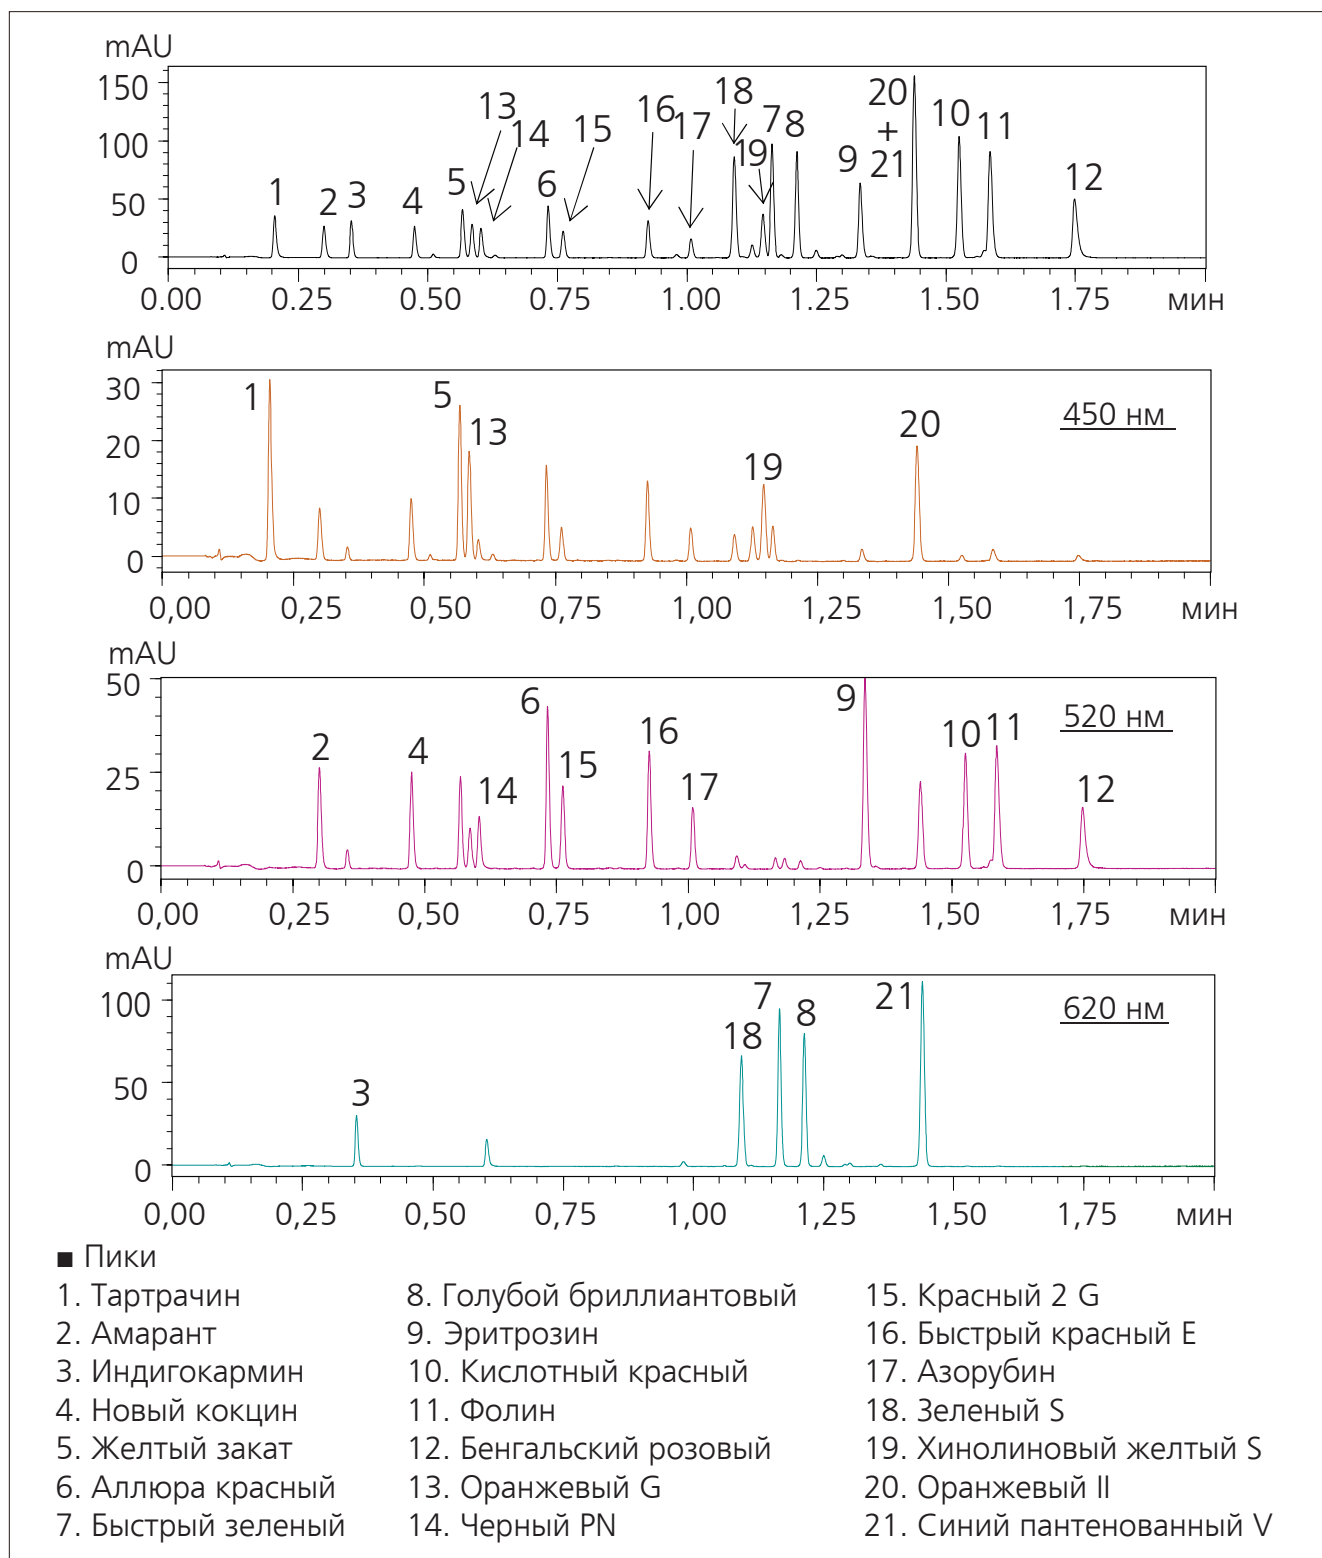 mAU
13
14
15
16
17
18
19
7
8
20
+
21
10
11
1
2
3
4
5
6
9
12
150
100
50
0
0.00 0.25 0.50 0.75 1.00 1.25 1.50 1.75 мин
mAU
30
20
10
0
1
5
13
19
20
450 нм
0,00 0,25 0,50 0,75 1,00 1,25 1,50 1,75 мин
mAU
50
25
0
2
4
14
6
15
16
17
9
10
11
12
520 нм
0,00 0,25 0,50 0,75 1,00 1,25 1,50 1,75 мин
mAU
100
50
0
3
18
7
8
21
620 нм
0,00 0,25 0,50 0,75 1,00 1,25 1,50 1,75 мин
■ Пики
1. Тартрачин
2. Амарант
3. Индигокармин
4. Новый кокцин
5. Желтый закат
6. Аллюра красный
7. Быстрый зеленый
8. Голубой бриллиантовый
9. Эритрозин
10. Кислотный красный
11. Фолин
12. Бенгальский розовый
13. Оранжевый G
14. Черный PN
15. Красный 2 G
16. Быстрый красный E
17. Азорубин
18. Зеленый S
19. Хинолиновый желтый S
20. Оранжевый II
21. Синий пантенованный V